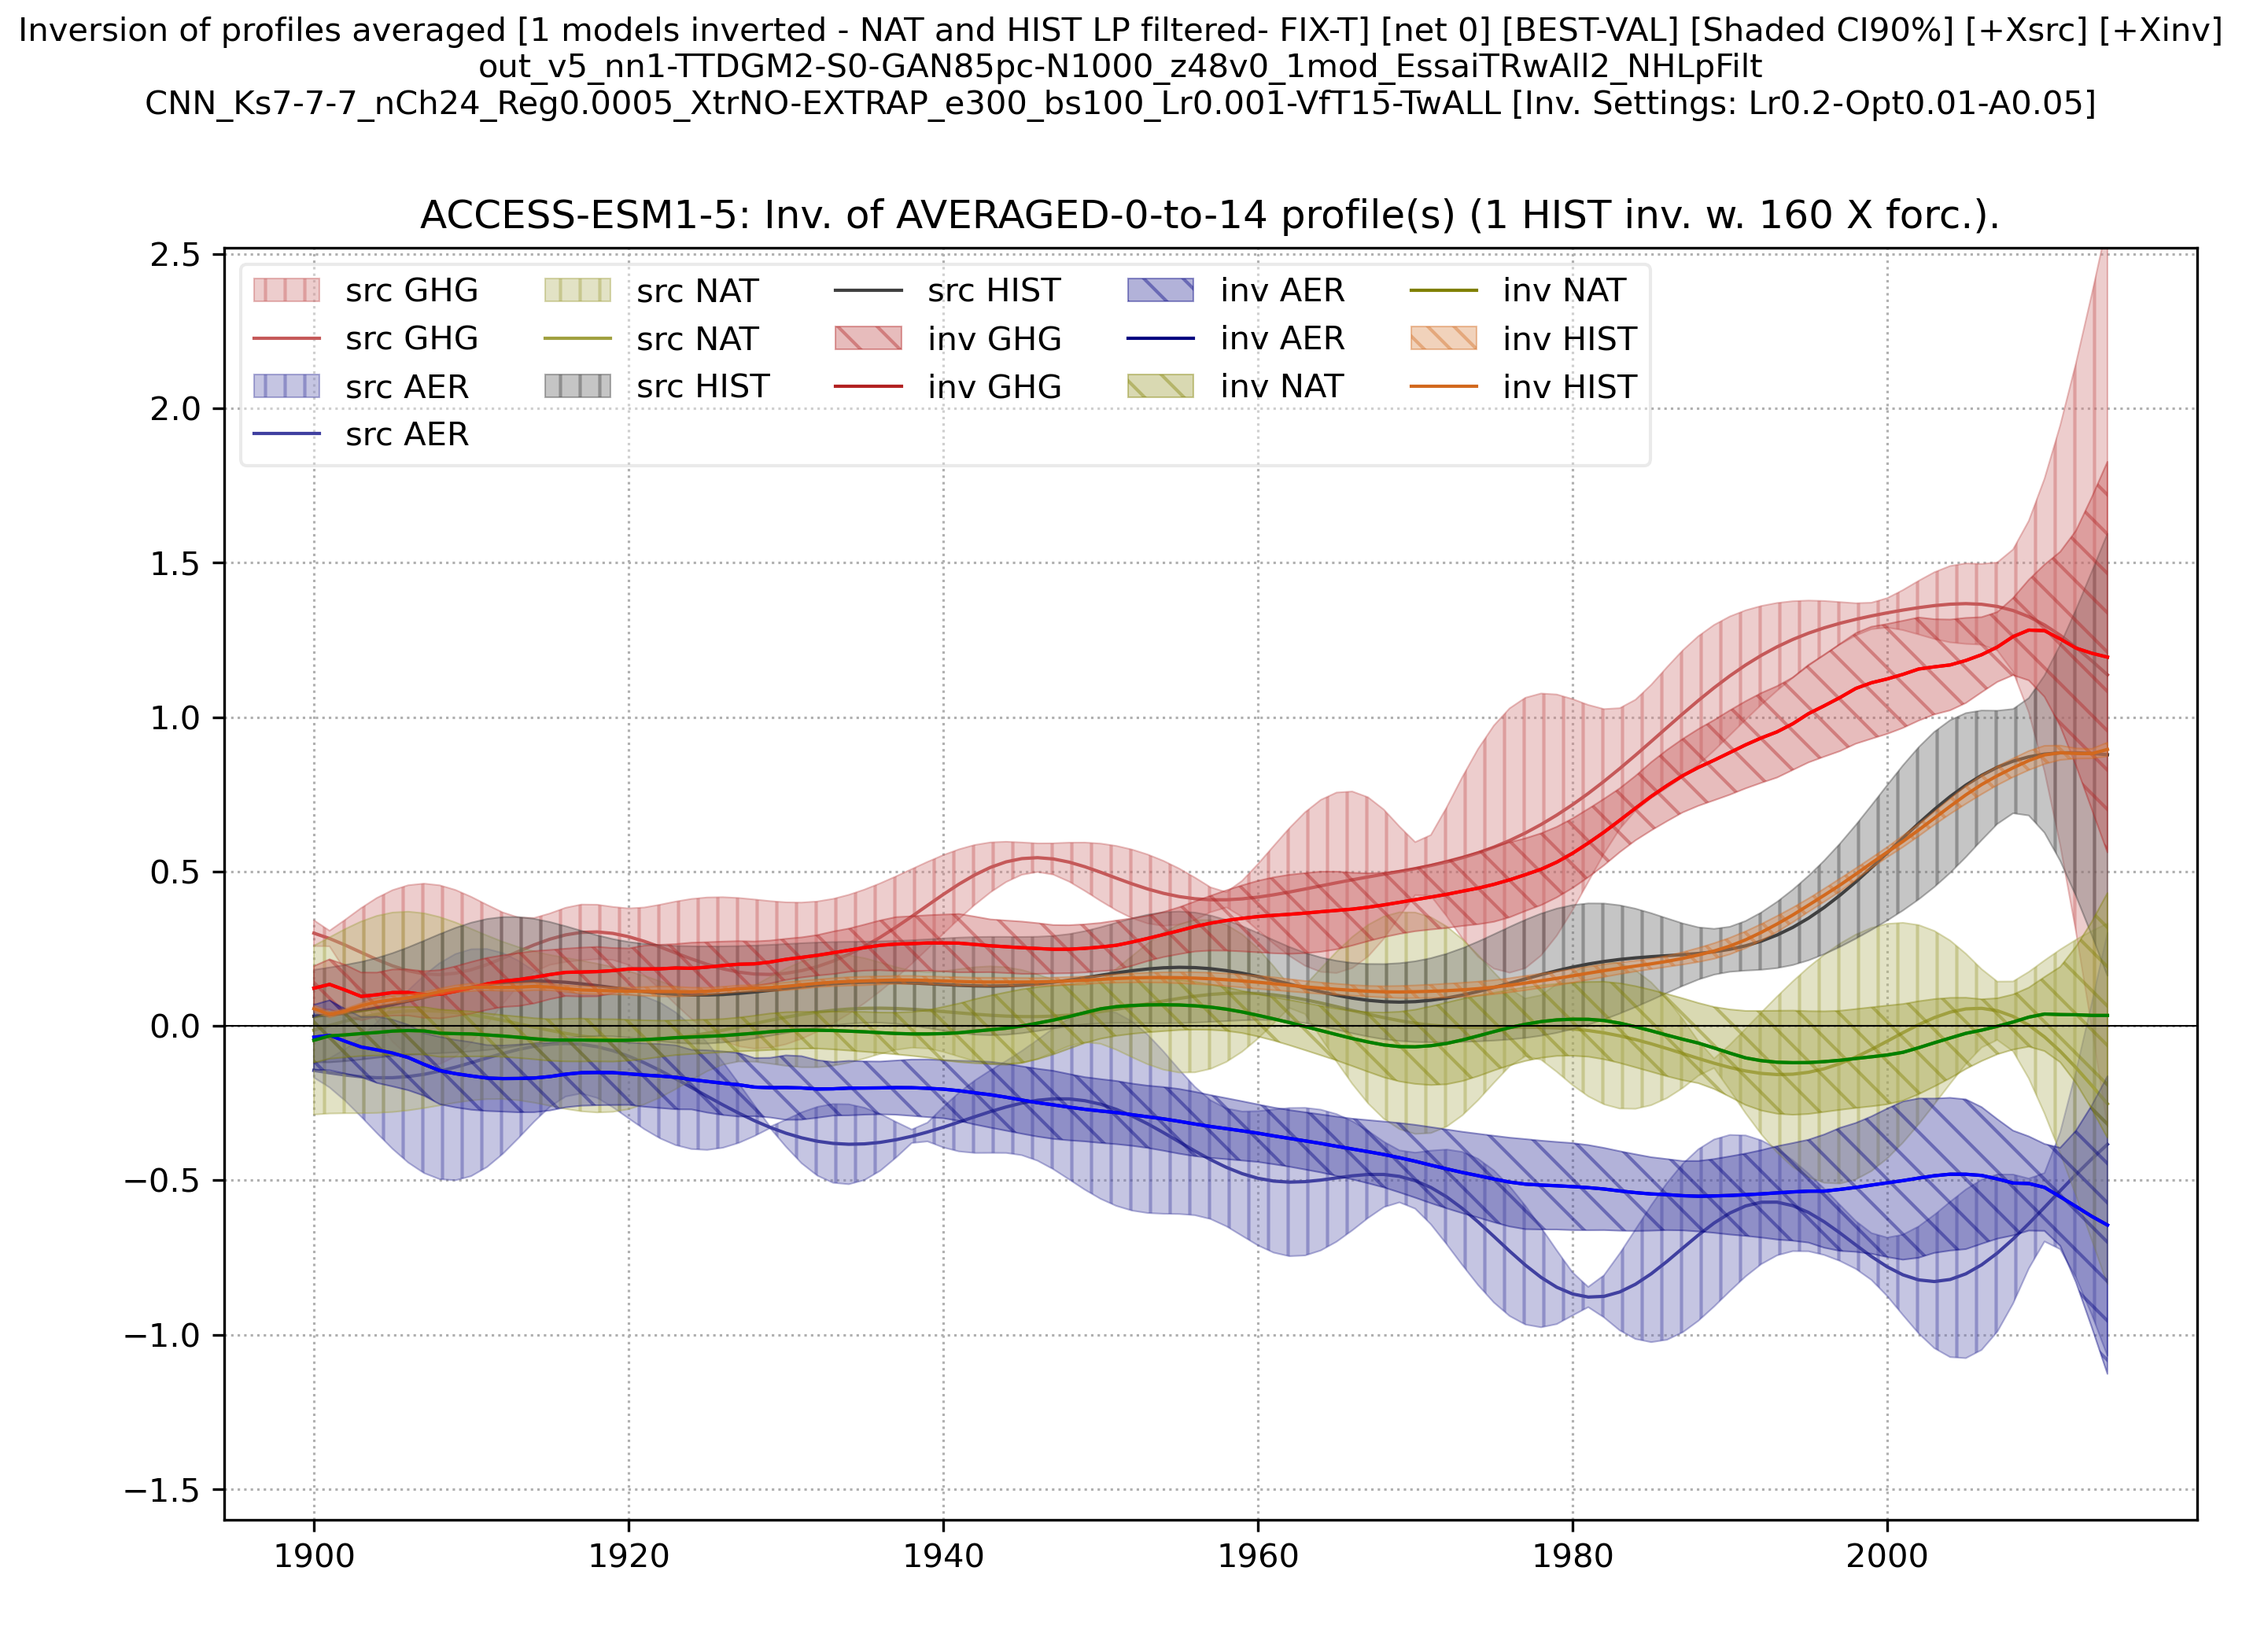 Inversion of profiles averaged [1 models inverted - NAT and HIST LP filtered- FIX-T] [net 0] [BEST-VAL] [Shaded CI90%] [+Xsrc] [+Xinv]
out_v5_nn1-TTDGM2-S0-GAN85pc-N1000_z48v0_1mod_EssaiTRwAll2_NHLpFilt
CNN_Ks7-7-7_nCh24_Reg0.0005_XtrNO-EXTRAP_e300_bs100_Lr0.001-VfT15-TwALL [Inv. Settings: Lr0.2-Opt0.01-A0.05]
ACCESS-ESM1-5: Inv. of AVERAGED-0-to-14 profile(s) (1 HIST inv. w. 160 X forc.).
src GHG
src GHG
src AER
src AER
src NAT
src NAT
src HIST
src HIST
inv GHG
inv GHG
inv AER
inv AER
inv NAT
inv NAT
inv HIST
inv HIST
2.5
2.0
1.5
1.0
0.5
0.0
−0.5
−1.0
−1.5
1900
1920
1940
1960
1980
2000